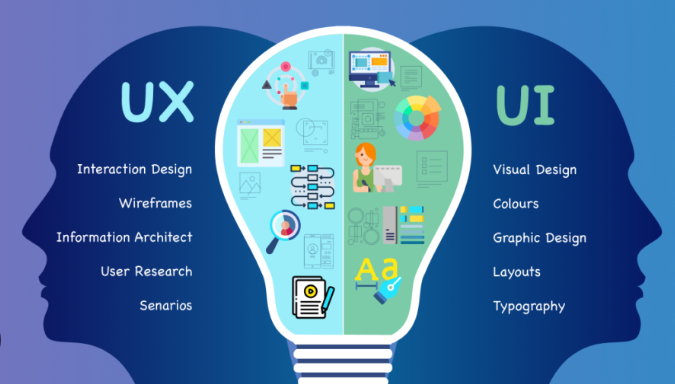 UX
Interaction Design
Wireframes
Information Architect
User Research
Senarios
Aa
UI
Visual Design
Colours
Graphic Design
Layouts
Typography